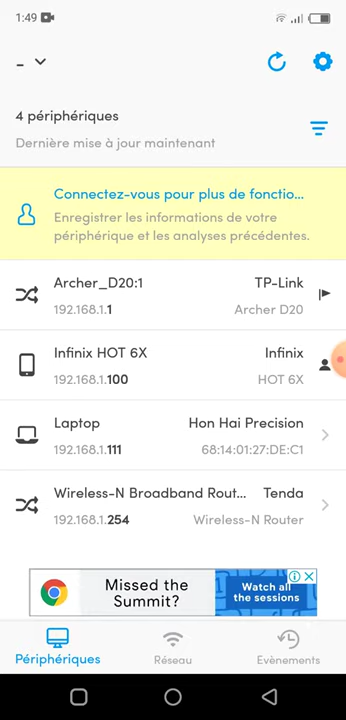 1:49
_
4 périphériques
Dernière mise à jour maintenant
Connectez-vous pour plus de fonctio...
Enregistrer les informations de votre
périphérique et les analyses précédentes.
Archer_D20:1 TP-Link
192.168.1.1 Archer D20
Infinix HOT 6X Infinix
192.168.1.100 HOT 6X
Laptop Hon Hai Precision
192.168.1.111 68:14:01:27:DE:C1
Wireless-N Broadband Rout... Tenda
192.168.1.254 Wireless-N Router
Missed the Summit?
Watch all the sessions
Périphériques Réseau Evènements